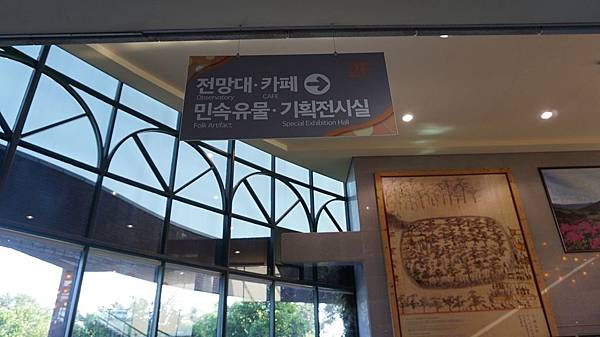 전망대·카페
Observatory CAFE
민속유물·기획전시실
Folk Artifact Special Exhibition Hall